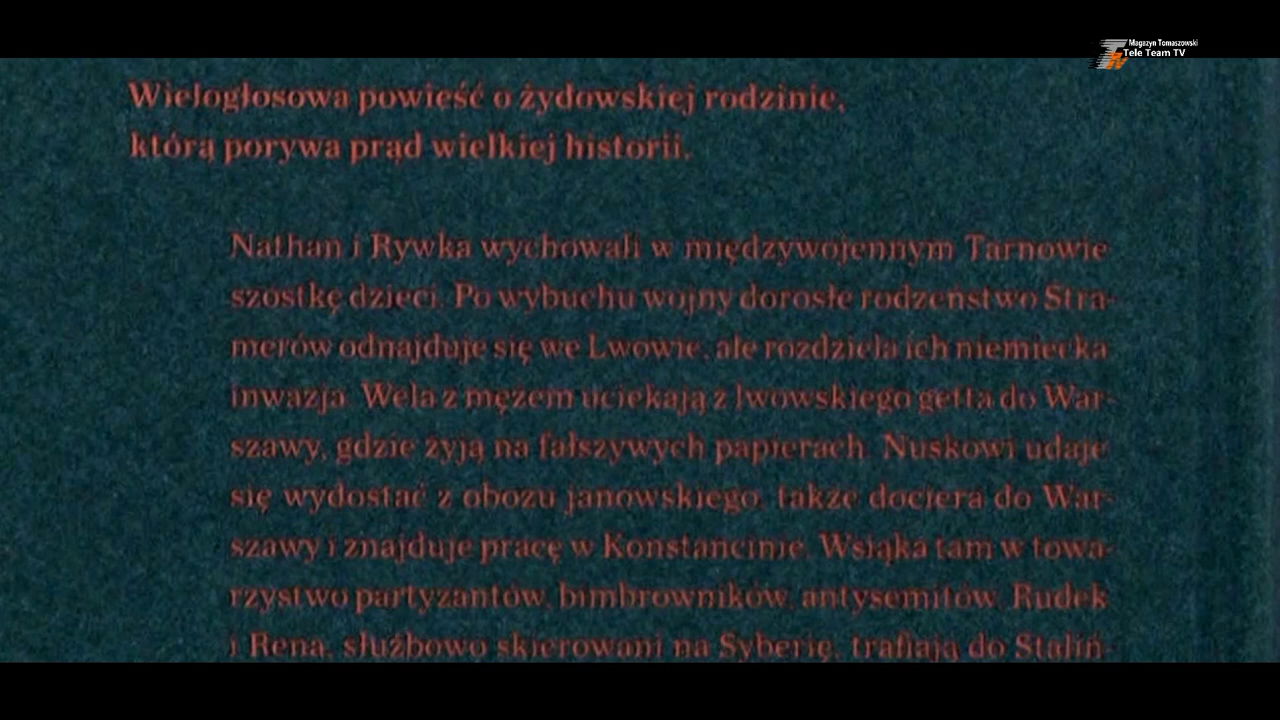 Magazyn Tomaszowski
Tele Team TV
Wielogłosowa powieść o żydowskiej rodzinie,
którą porywa prąd wielkiej historii.
Nathan i Rywka wychowali w międzywojennym Tarnowie
szóstkę dzieci. Po wybuchu wojny dorosłe rodzeństwo Stra-
merów odnajduje się we Lwowie, ale rozdziela ich niemiecka
inwazja. Wela z mężem uciekają z lwowskiego getta do War-
szawy, gdzie żyją na fałszywych papierach. Nuskowi udaje
się wydostać z obozu janowskiego, także dociera do War-
szawy i znajduje pracę w Konstancinie. Wsiąka tam w towa-
rzystwo partyzantów, bimbrowników, antysemitów. Rudek
i Rena, służbowo skierowani na Syberię, trafiają do Staliń-